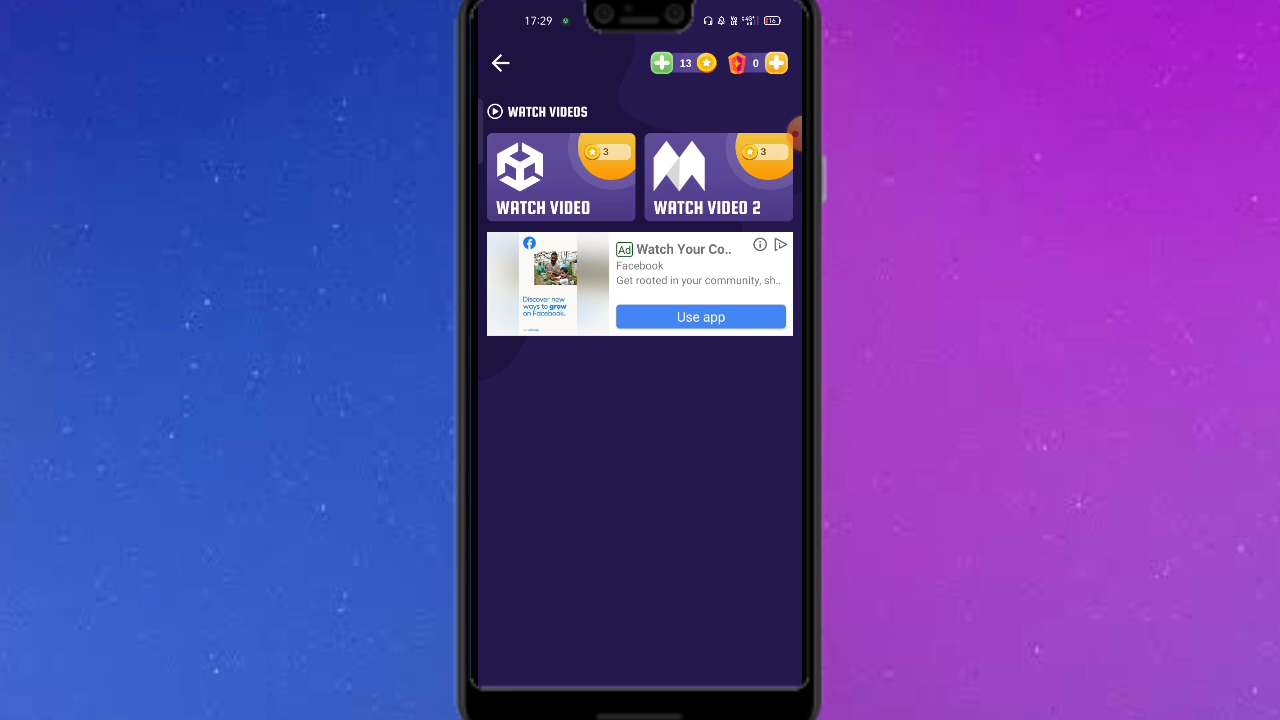 17:29
16
13
0
WATCH VIDEOS
3
WATCH VIDEO
3
WATCH VIDEO 2
Discover new
ways to grow
on Facebook.
Ad Watch Your Co..
Facebook
Get rooted in your community, sh..
Use app